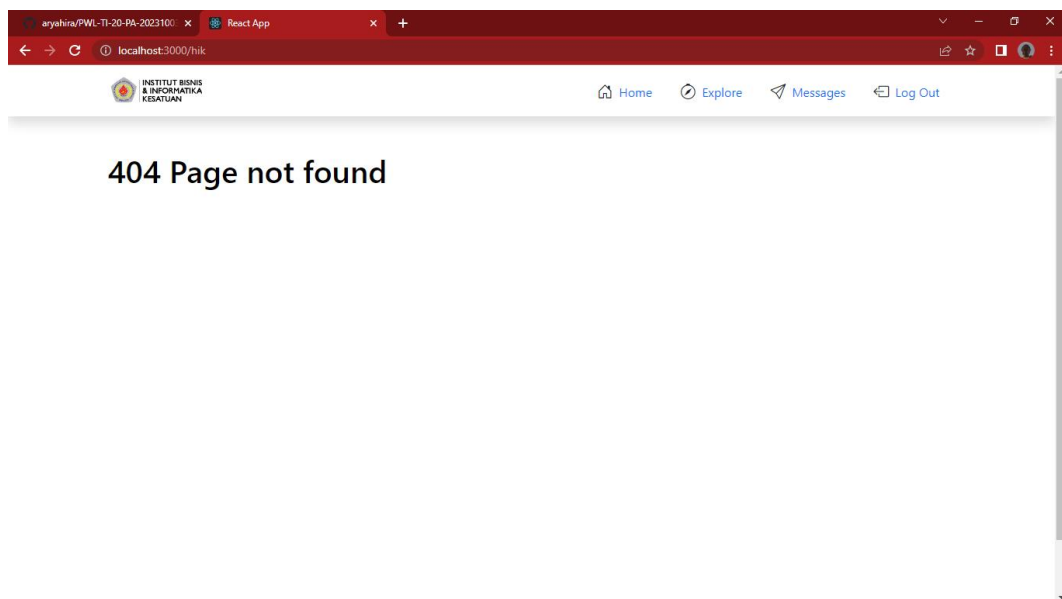 aryahira/PWL-TI-20-PA-2023100
React App
localhost:3000/hik
INSTITUT BISNIS
& INFORMATIKA
KESATUAN
Home
Explore
Messages
Log Out
404 Page not found